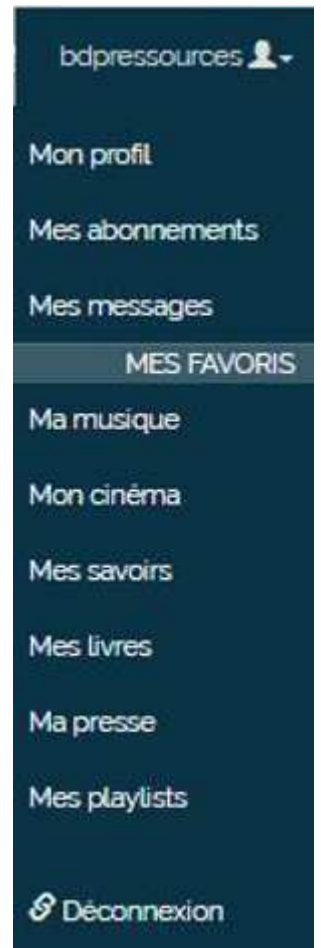 bdpressources
Mon profil
Mes abonnements
Mes messages
MES FAVORIS
Ma musique
Mon cinéma
Mes savoirs
Mes livres
Ma presse
Mes playlists
Déconnexion